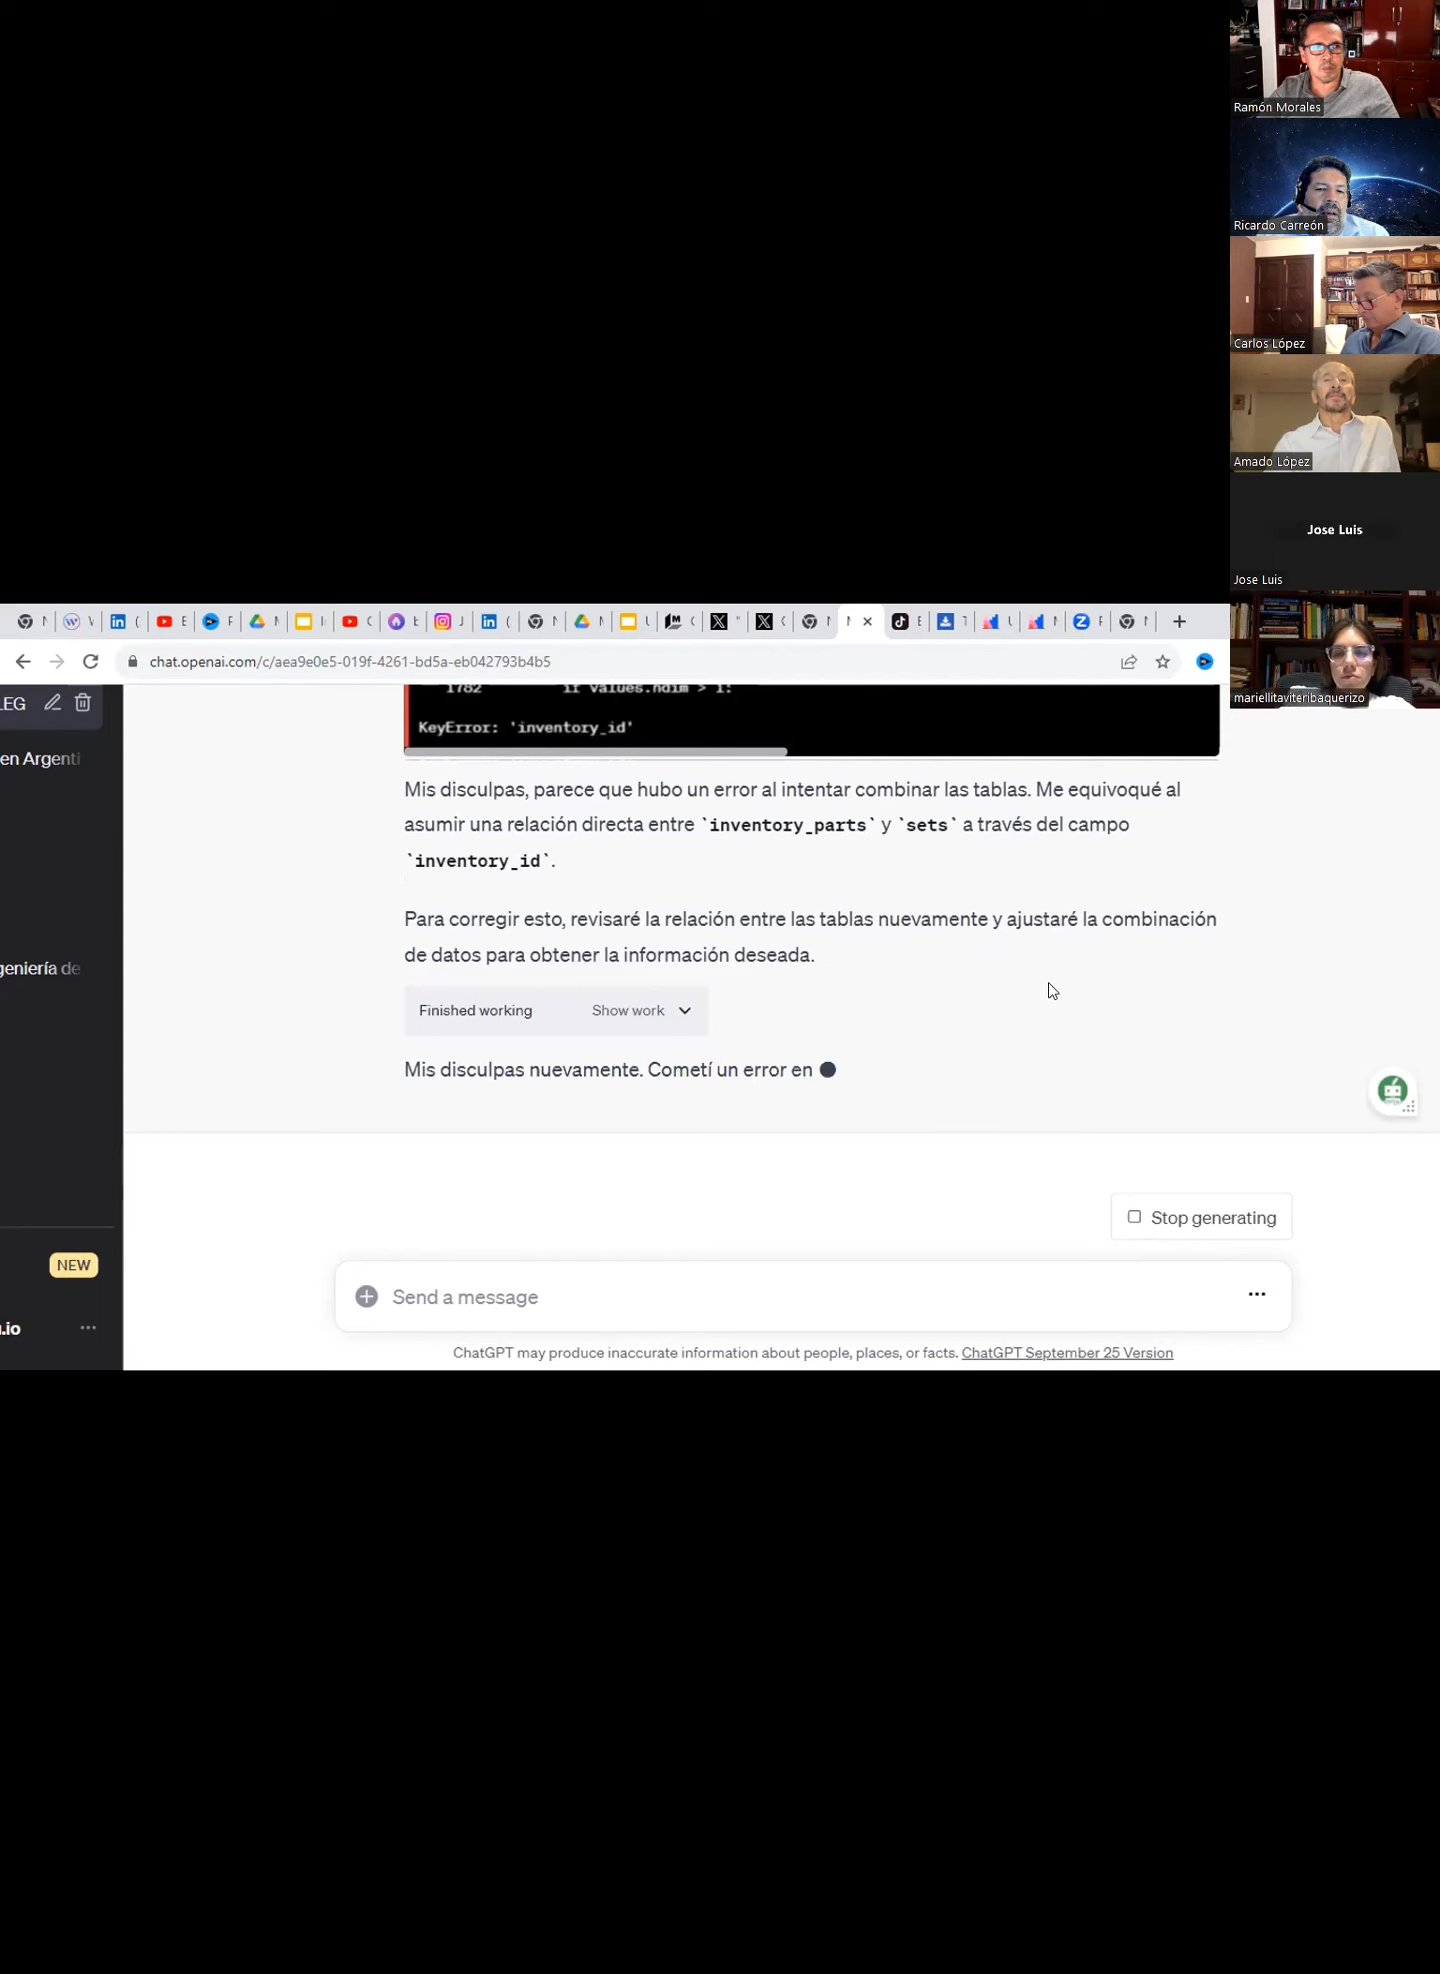 Ramón Morales
Ricardo Carreón
Carlos López
Amado López
Jose Luis
Jose Luis
mariellitaviteribaquerizo
chat.openai.com/c/aea9e0e5-019f-4261-bd5a-eb042793b4b5
LEG
en Argenti
geniería de
NEW
.io
1782 if values.ndim > 1:
KeyError: 'inventory_id'
Mis disculpas, parece que hubo un error al intentar combinar las tablas. Me equivoqué al
asumir una relación directa entre `inventory_parts` y `sets` a través del campo
`inventory_id`.
Para corregir esto, revisaré la relación entre las tablas nuevamente y ajustaré la combinación
de datos para obtener la información deseada.
Finished working Show work
Mis disculpas nuevamente. Cometí un error en
Stop generating
Send a message
ChatGPT may produce inaccurate information about people, places, or facts. ChatGPT September 25 Version